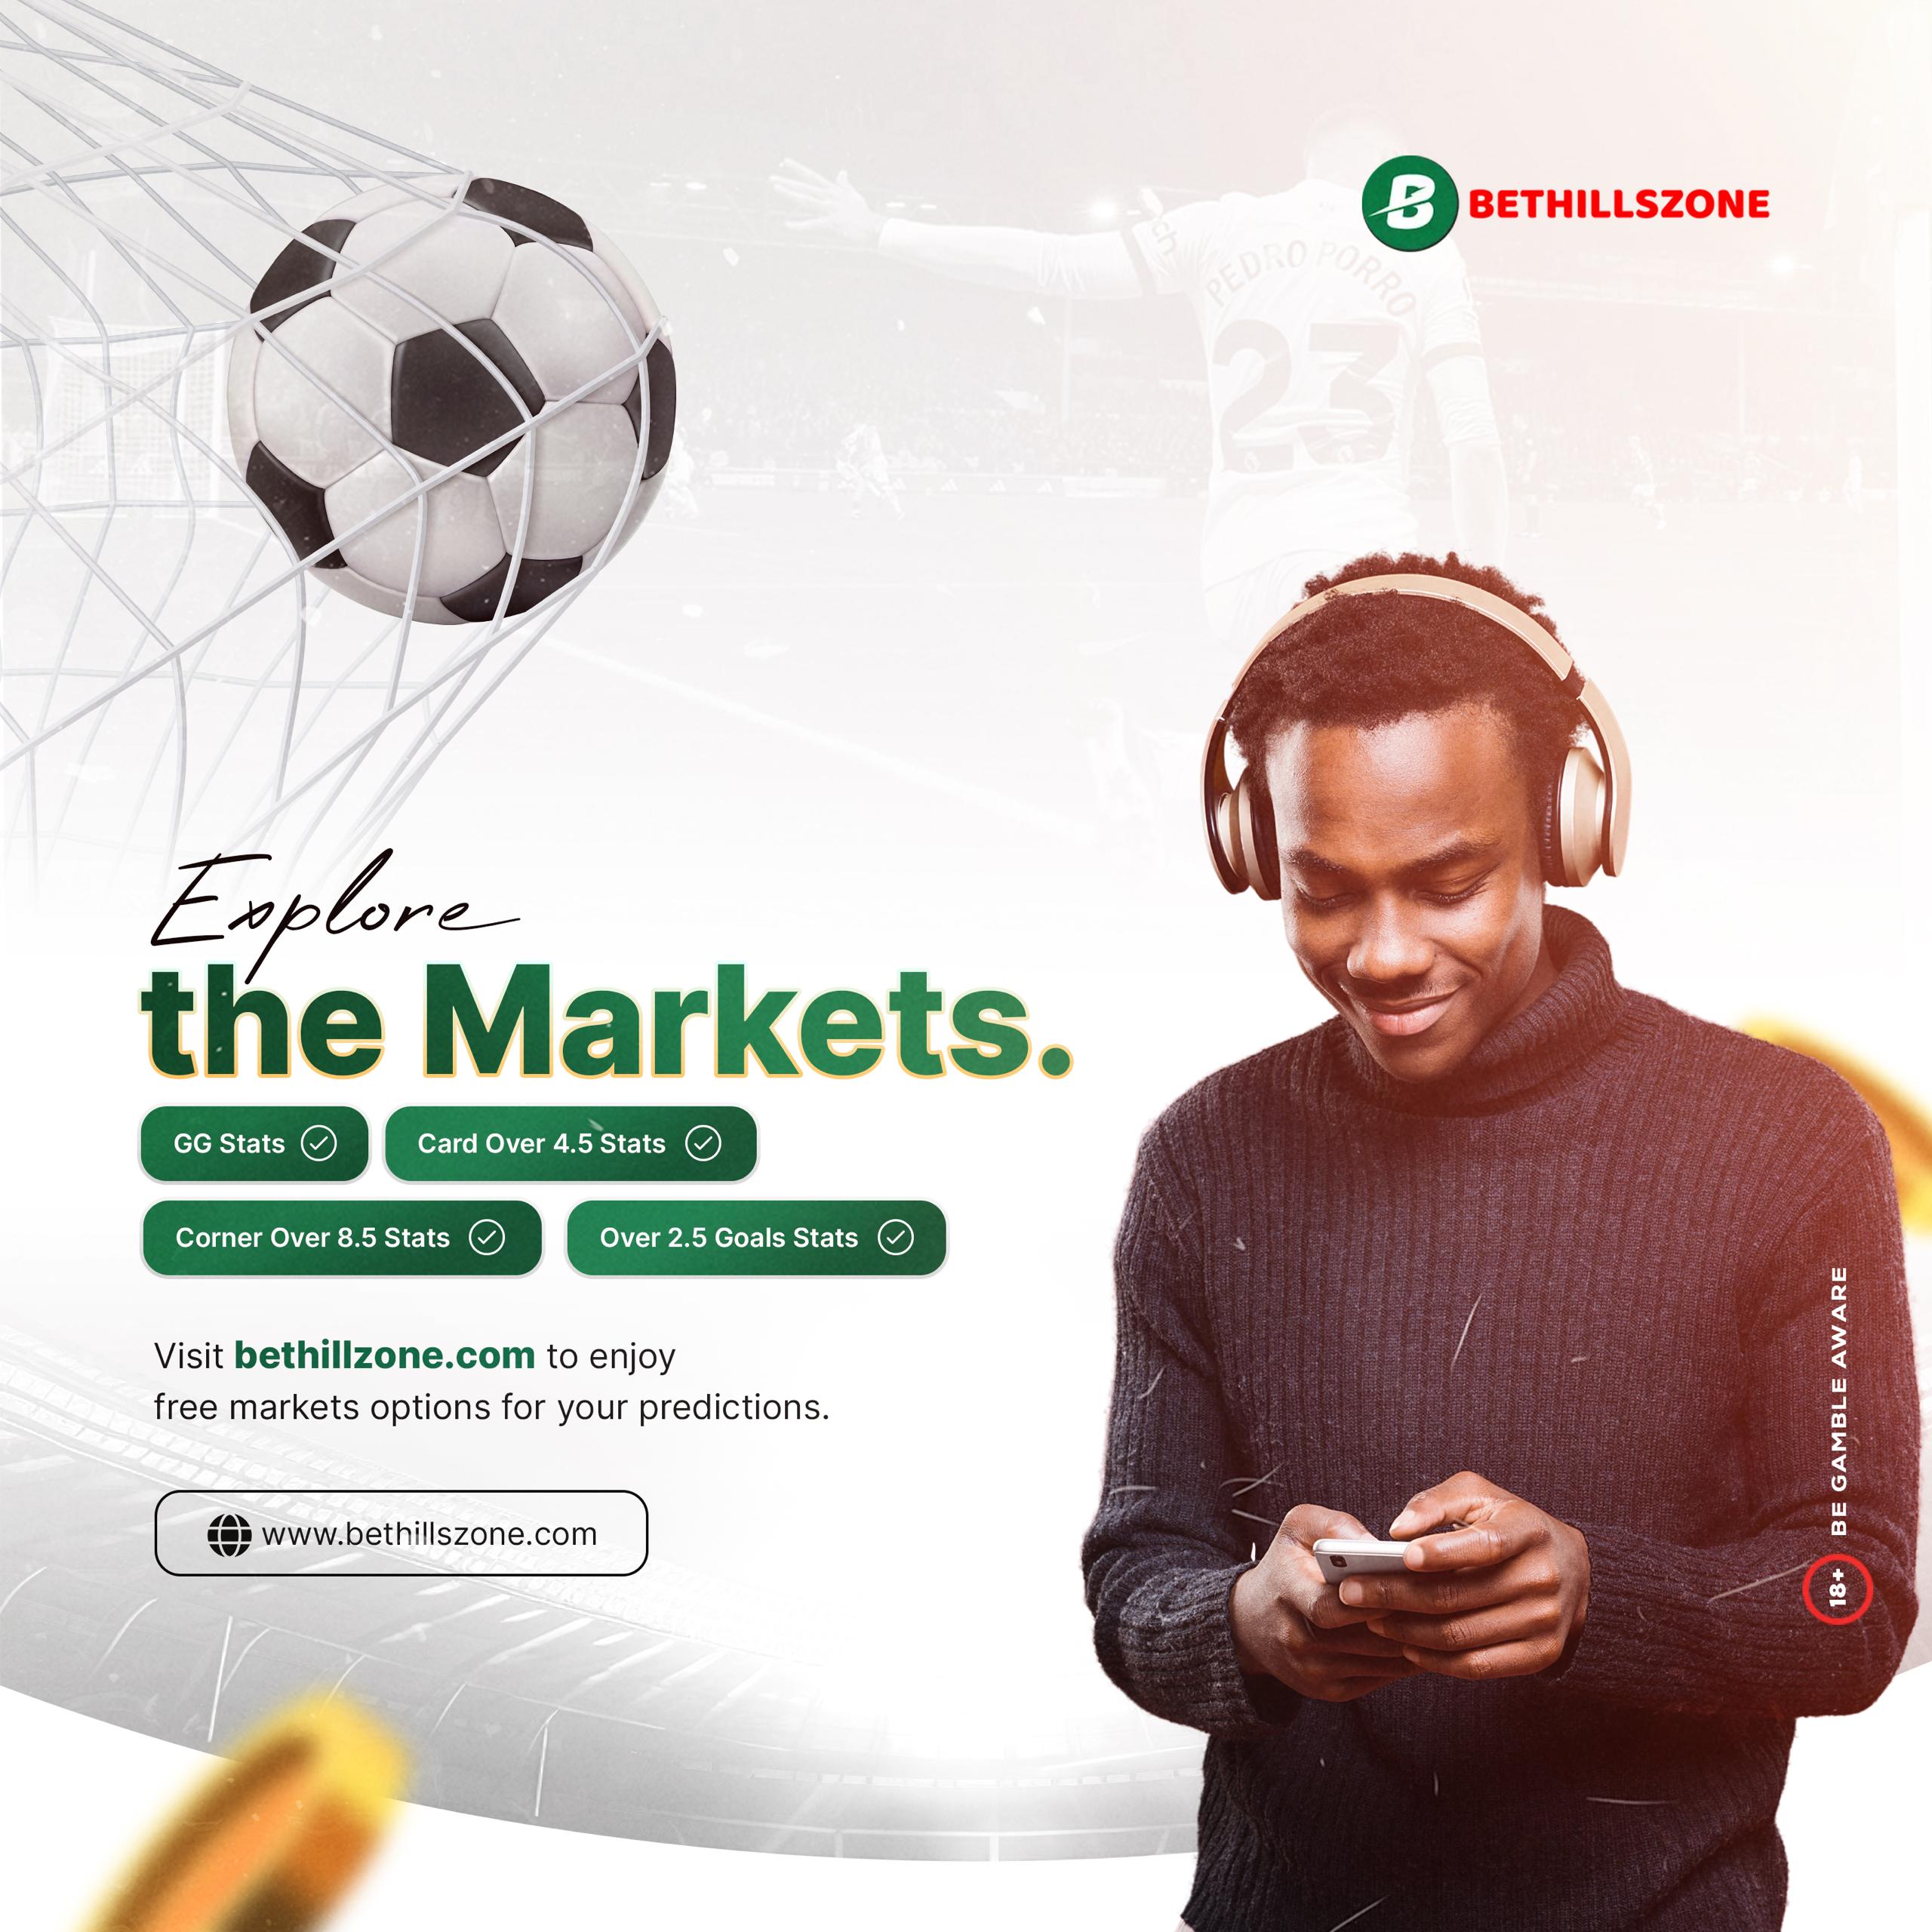 BETHILLSZONE
ch
PEDRO PORRO
23
Explore
the Markets.
GG Stats
Card Over 4.5 Stats
Corner Over 8.5 Stats
Over 2.5 Goals Stats
Visit bethillzone.com to enjoy
free markets options for your predictions.
www.bethillszone.com
18+ BE GAMBLE AWARE